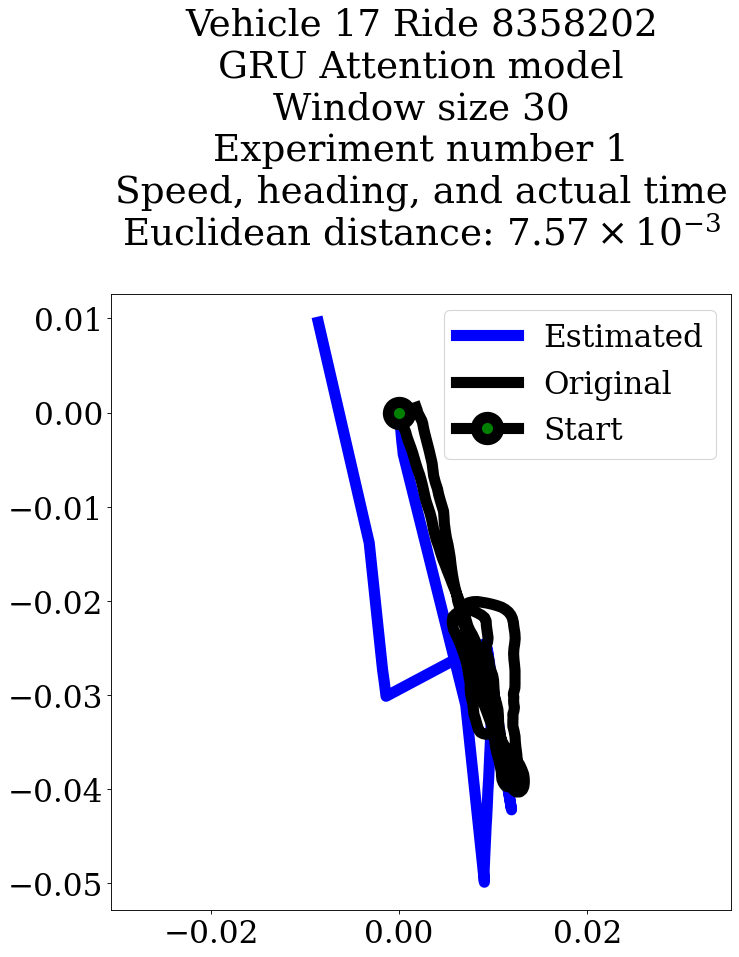 Vehicle 17 Ride 8358202
GRU Attention model
Window size 30
Experiment number 1
Speed, heading, and actual time
Euclidean distance: 7.57 × 10⁻³
Estimated
Original
Start
0.01
0.00
−0.01
−0.02
−0.03
−0.04
−0.05
−0.02 0.00 0.02